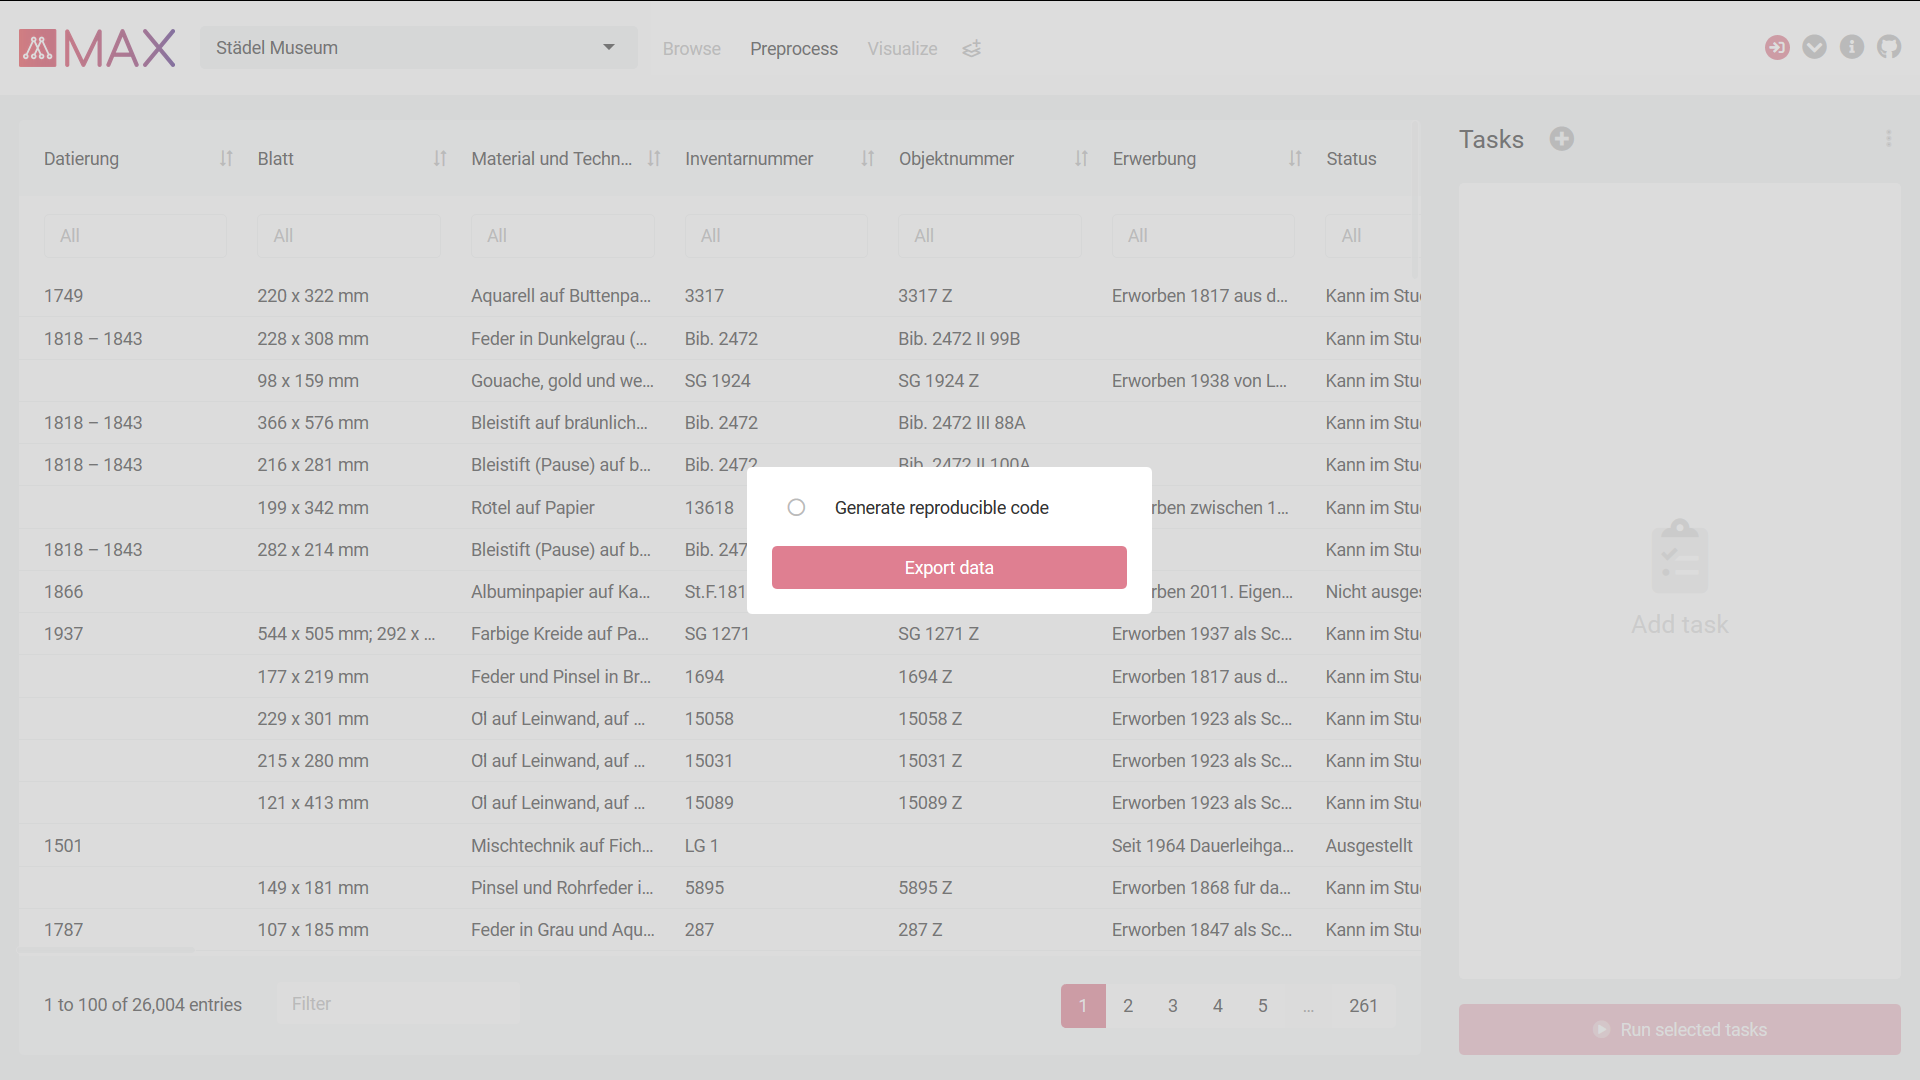 MAX
Städel Museum
Browse Preprocess Visualize
Datierung Blatt Material und Techn... Inventarnummer Objektnummer Erwerbung Status
All All All All All All All
1749 220 x 322 mm Aquarell auf Büttenpa... 3317 3317 Z Erworben 1817 aus d... Kann im Stu
1818 – 1843 228 x 308 mm Feder in Dunkelgrau (... Bib. 2472 Bib. 2472 II 99B Kann im Stu
98 x 159 mm Gouache, gold und we... SG 1924 SG 1924 Z Erworben 1938 von L... Kann im Stu
1818 – 1843 366 x 576 mm Bleistift auf bräunlich... Bib. 2472 Bib. 2472 III 88A Kann im Stu
1818 – 1843 216 x 281 mm Bleistift (Pause) auf b... Bib. 2472 Bib. 2472 II 100A Kann im Stu
199 x 342 mm Rötel auf Papier 13618 rben zwischen 1... Kann im Stu
1818 – 1843 282 x 214 mm Bleistift (Pause) auf b... Bib. 247 Kann im Stu
1866 Albuminpapier auf Ka... St.F.181 rben 2011. Eigen... Nicht ausge
1937 544 x 505 mm; 292 x ... Farbige Kreide auf Pa... SG 1271 SG 1271 Z Erworben 1937 als Sc... Kann im Stu
177 x 219 mm Feder und Pinsel in Br... 1694 1694 Z Erworben 1817 aus d... Kann im Stu
229 x 301 mm Öl auf Leinwand, auf ... 15058 15058 Z Erworben 1923 als Sc... Kann im Stu
215 x 280 mm Öl auf Leinwand, auf ... 15031 15031 Z Erworben 1923 als Sc... Kann im Stu
121 x 413 mm Öl auf Leinwand, auf ... 15089 15089 Z Erworben 1923 als Sc... Kann im Stu
1501 Mischtechnik auf Fich... LG 1 Seit 1964 Dauerleihga... Ausgestellt
149 x 181 mm Pinsel und Rohrfeder i... 5895 5895 Z Erworben 1868 für da... Kann im Stu
1787 107 x 185 mm Feder in Grau und Aqu... 287 287 Z Erworben 1847 als Sc... Kann im Stu
1 to 100 of 26,004 entries Filter 1 2 3 4 5 ... 261
Generate reproducible code
Export data
Tasks
Add task
Run selected tasks